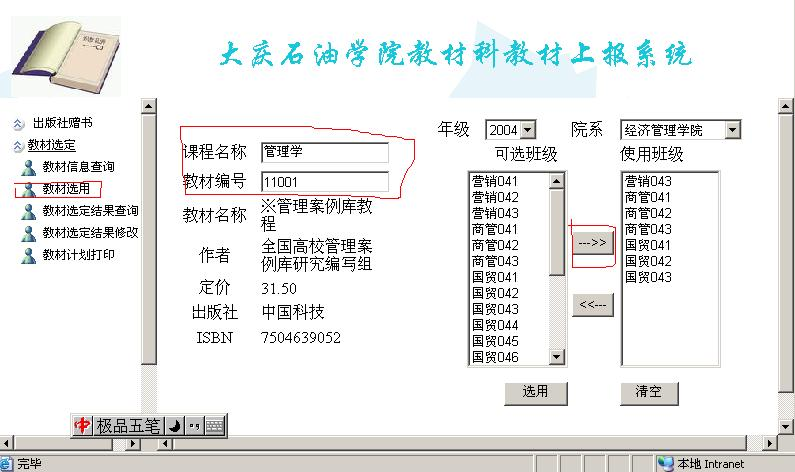 大庆石油学院教材科教材上报系统
出版社赠书
教材选定
教材信息查询
教材选用
教材选定结果查询
教材选定结果修改
教材计划打印
课程名称 管理学
教材编号 11001
教材名称 ※管理案例库教
程
作者 全国高校管理案
例库研究编写组
定价 31.50
出版社 中国科技
ISBN 7504639052
年级 2004 院系 经济管理学院
可选班级 使用班级
营销041
营销042
营销043
商管041
商管042
商管043
国贸041
国贸042
国贸043
国贸044
国贸045
国贸046
--->>
<<---
营销043
商管041
商管042
商管043
国贸041
国贸042
国贸043
选用 清空
中 极品五笔
完毕 本地 Intranet